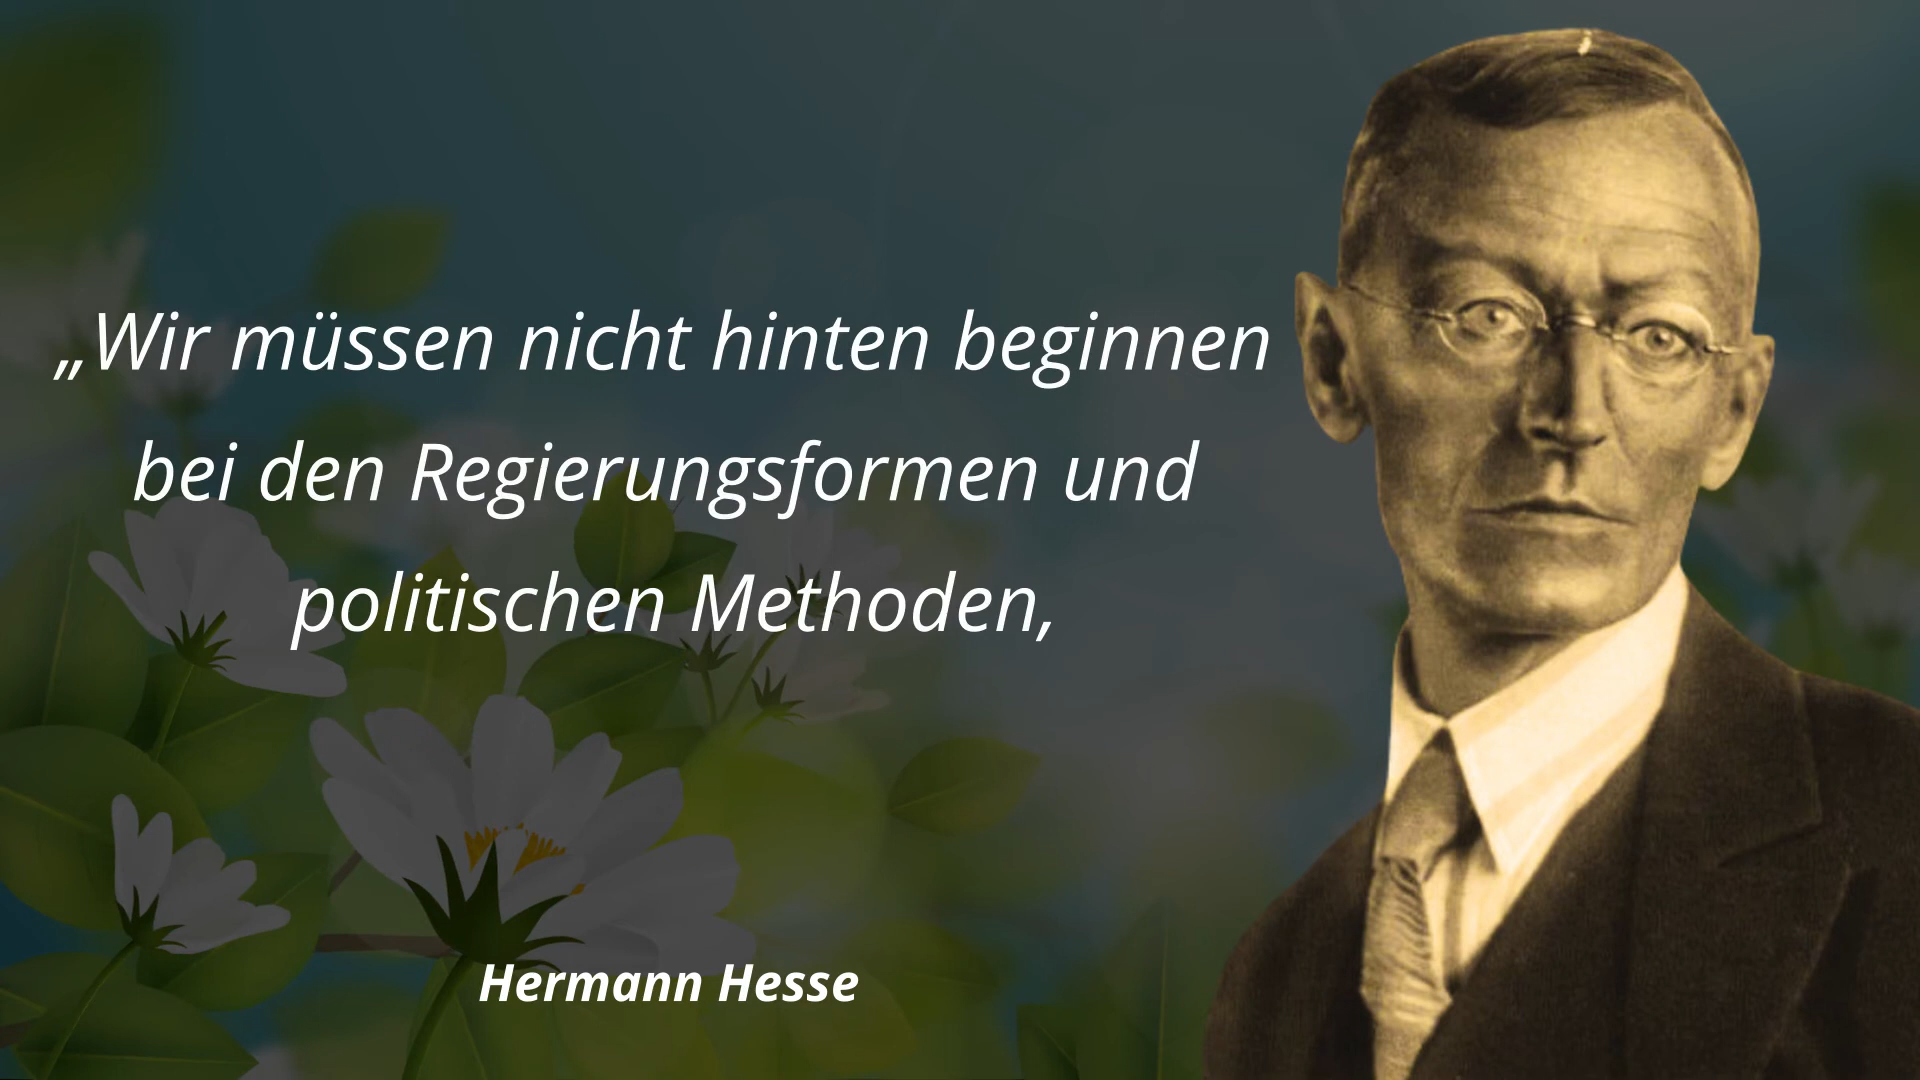 „Wir müssen nicht hinten beginnen
bei den Regierungsformen und
politischen Methoden,
Hermann Hesse